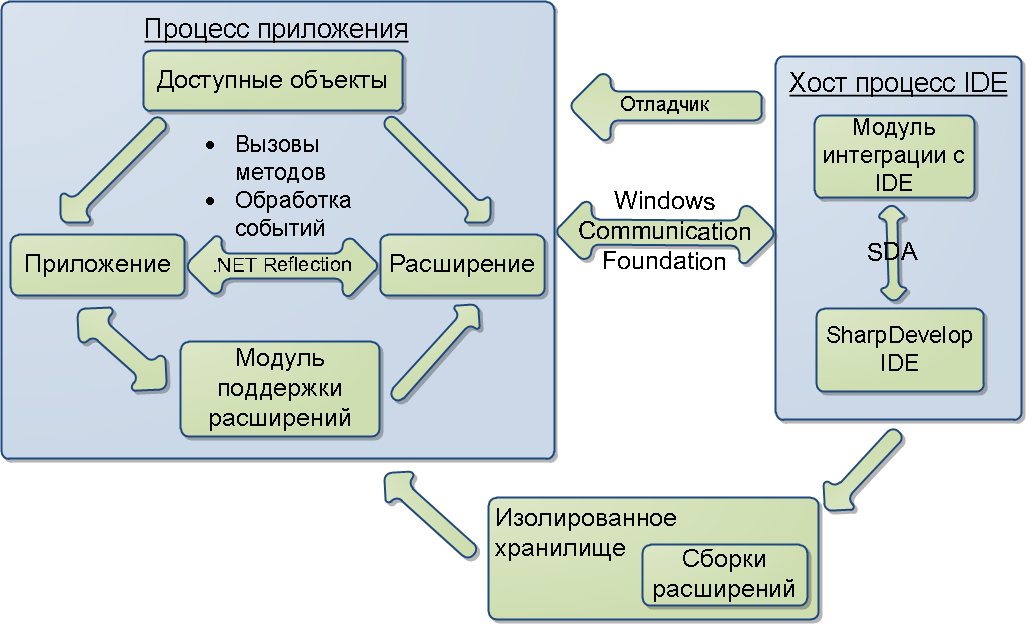 Процесс приложения
Доступные объекты
• Вызовы
методов
• Обработка
событий
Приложение
.NET Reflection
Расширение
Модуль
поддержки
расширений
Отладчик
Windows
Communication
Foundation
Хост процесс IDE
Модуль
интеграции с
IDE
SDA
SharpDevelop
IDE
Изолированное
хранилище
Сборки
расширений